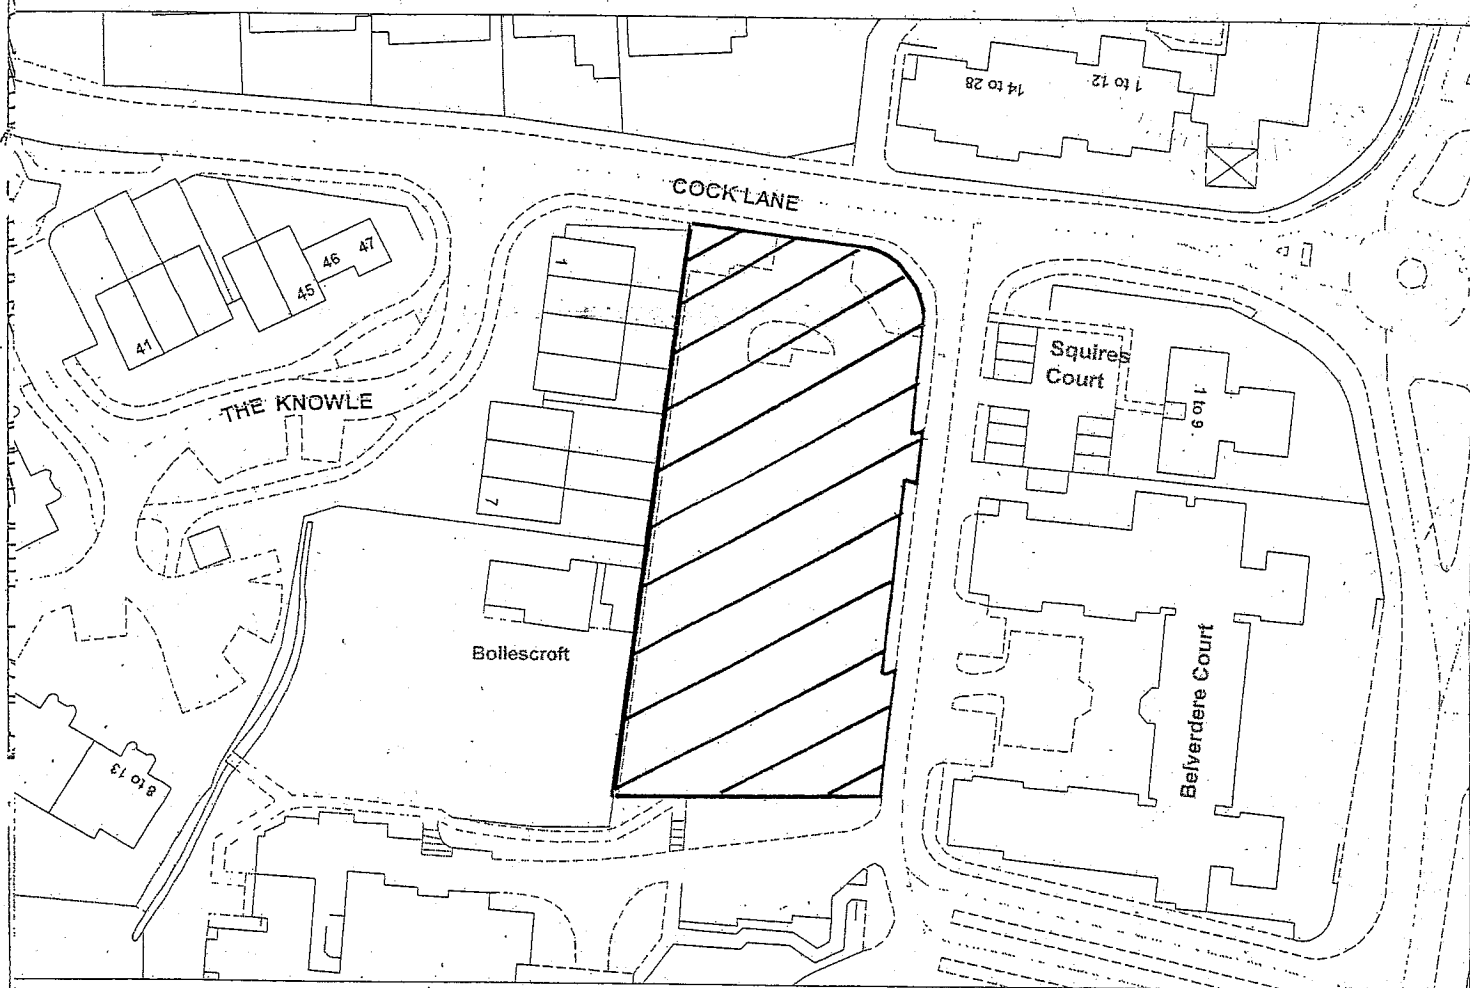 14 to 28
1 to 12
COCK LANE
47
46
45
41
1
THE KNOWLE
Squires
Court
1 to 9
7
Bollescroft
Belverdere Court
8 to 13